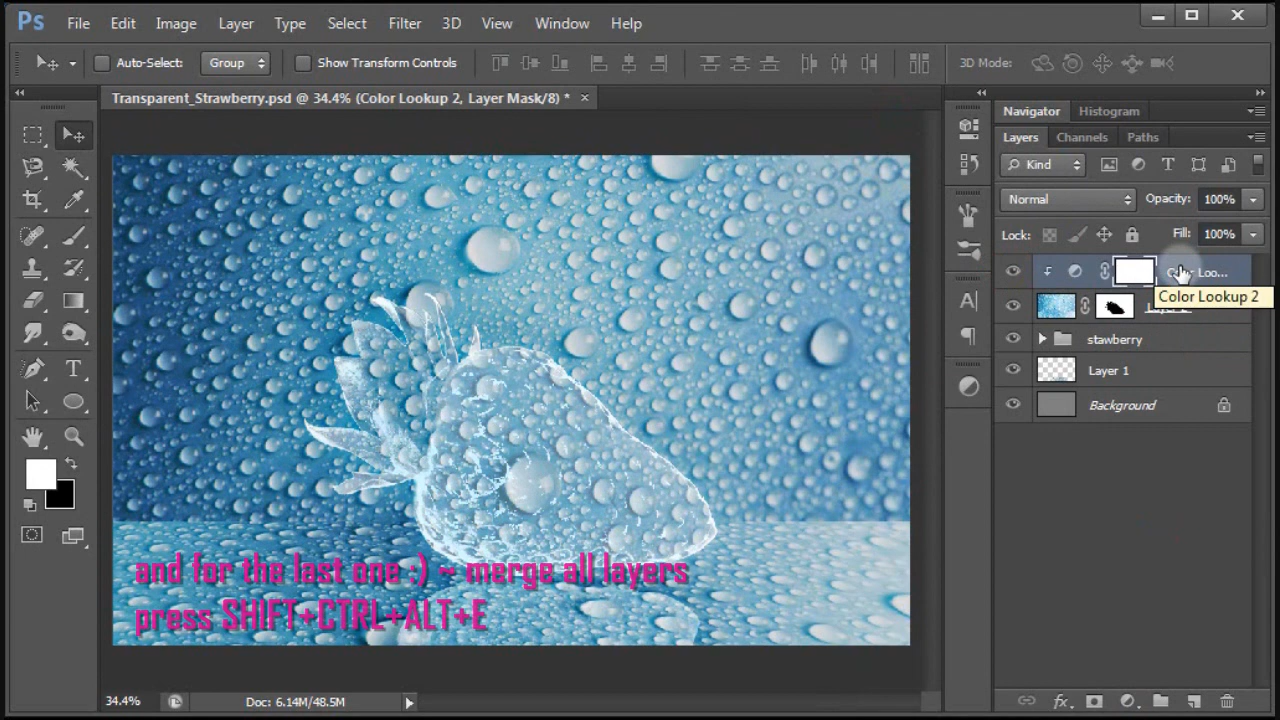 Ps File Edit Image Layer Type Select Filter 3D View Window Help
Auto-Select: Group Show Transform Controls 3D Mode:
Transparent_Strawberry.psd @ 34.4% (Color Lookup 2, Layer Mask/8) * ×
Navigator Histogram
Layers Channels Paths
Kind
Normal Opacity: 100%
Lock: Fill: 100%
Color Loo...
Color Lookup 2
stawberry
Layer 1
Background
and for the last one :) ~ merge all layers
press SHIFT+CTRL+ALT+E
34.4% Doc: 6.14M/48.5M